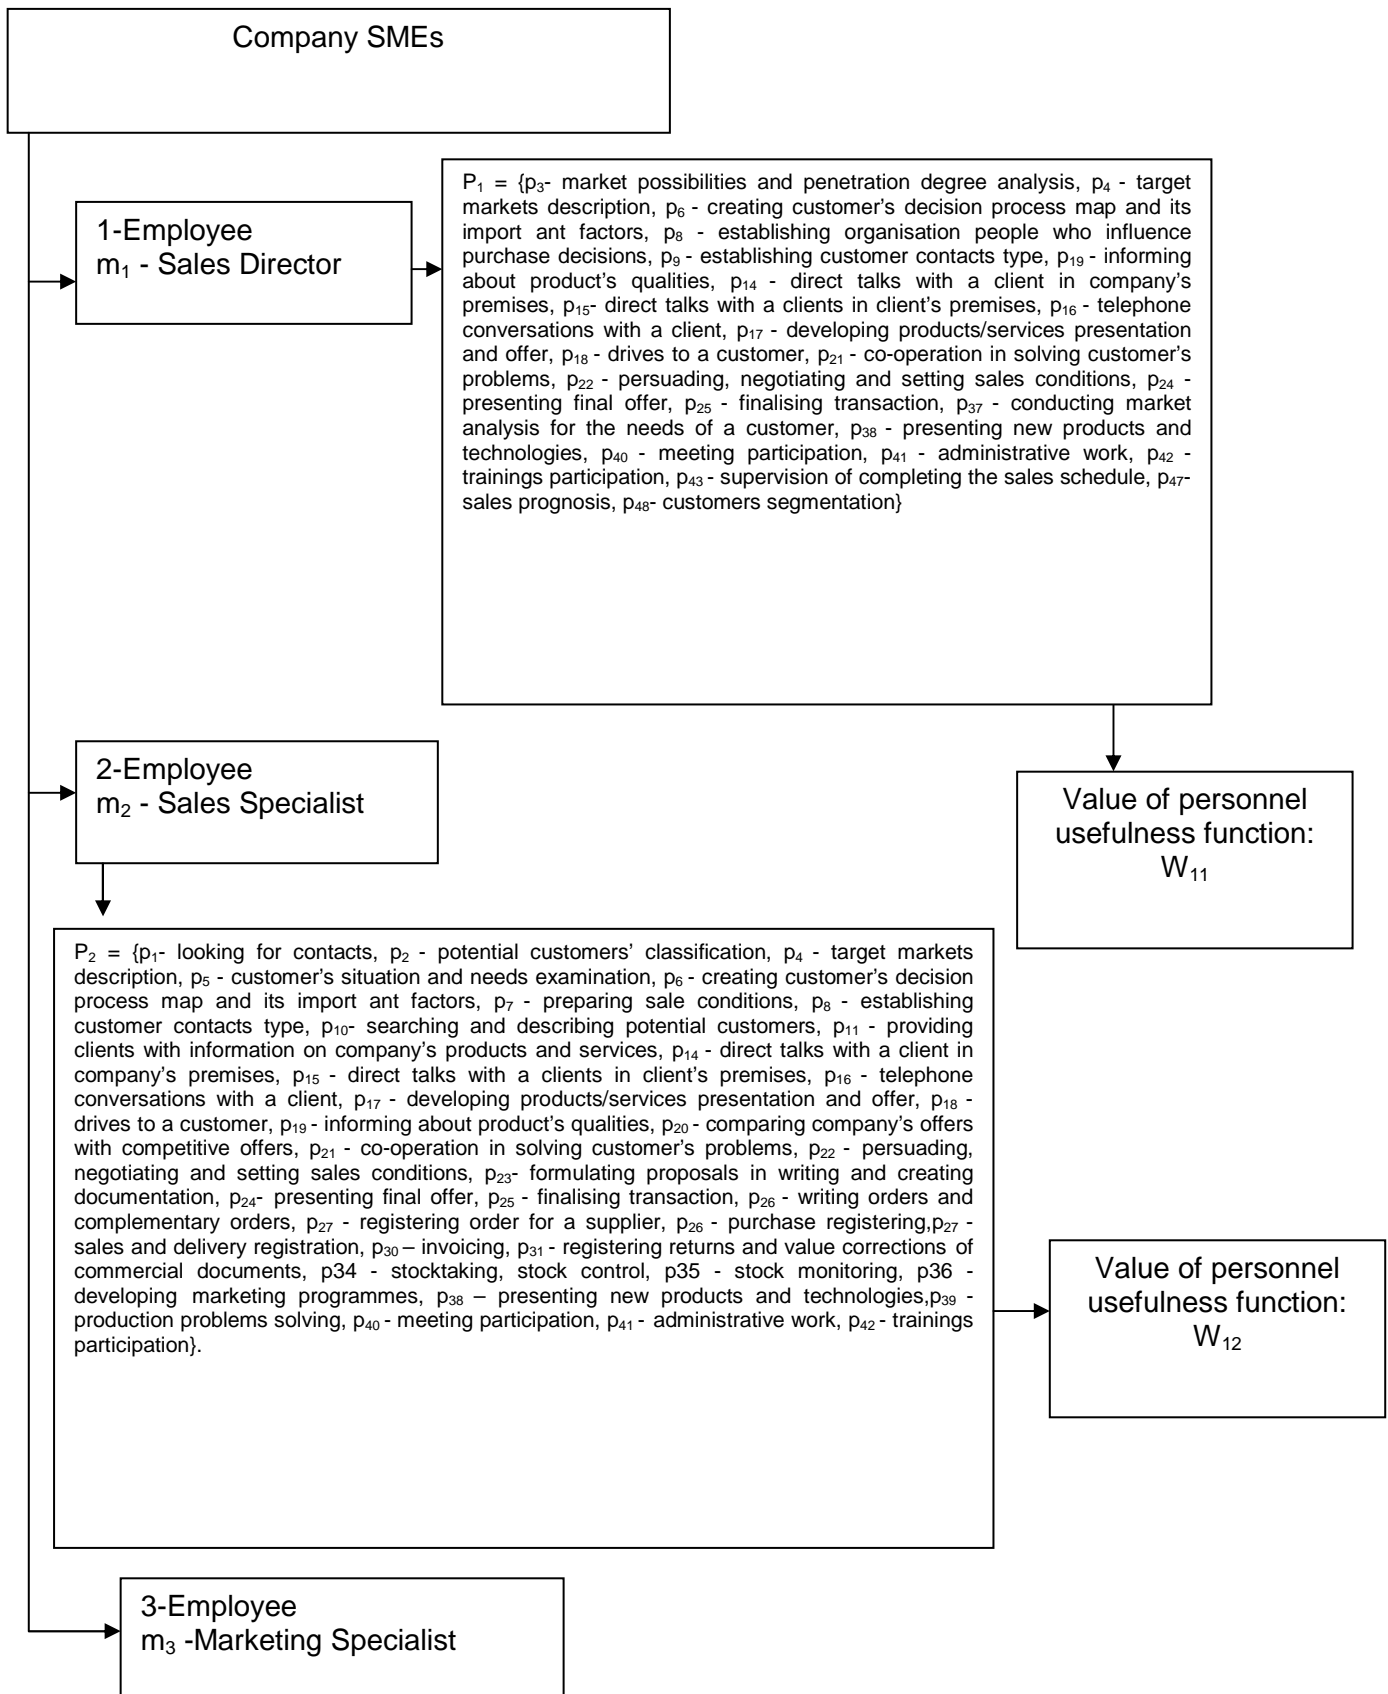 Company SMEs
1-Employee
m₁ - Sales Director
P₁ = {p₃- market possibilities and penetration degree analysis, p₄ - target
markets description, p₆ - creating customer's decision process map and its
import ant factors, p₈ - establishing organisation people who influence
purchase decisions, p₉ - establishing customer contacts type, p₁₉ - informing
about product's qualities, p₁₄ - direct talks with a client in company's
premises, p₁₅- direct talks with a clients in client's premises, p₁₆ - telephone
conversations with a client, p₁₇ - developing products/services presentation
and offer, p₁₈ - drives to a customer, p₂₁ - co-operation in solving customer's
problems, p₂₂ - persuading, negotiating and setting sales conditions, p₂₄ -
presenting final offer, p₂₅ - finalising transaction, p₃₇ - conducting market
analysis for the needs of a customer, p₃₈ - presenting new products and
technologies, p₄₀ - meeting participation, p₄₁ - administrative work, p₄₂ -
trainings participation, p₄₃ - supervision of completing the sales schedule, p₄₇-
sales prognosis, p₄₈- customers segmentation}
2-Employee
m₂ - Sales Specialist
Value of personnel
usefulness function:
W₁₁
P₂ = {p₁- looking for contacts, p₂ - potential customers' classification, p₄ - target markets
description, p₅ - customer's situation and needs examination, p₆ - creating customer's decision
process map and its import ant factors, p₇ - preparing sale conditions, p₈ - establishing
customer contacts type, p₁₀- searching and describing potential customers, p₁₁ - providing
clients with information on company's products and services, p₁₄ - direct talks with a client in
company's premises, p₁₅ - direct talks with a clients in client's premises, p₁₆ - telephone
conversations with a client, p₁₇ - developing products/services presentation and offer, p₁₈ -
drives to a customer, p₁₉ - informing about product's qualities, p₂₀ - comparing company's offers
with competitive offers, p₂₁ - co-operation in solving customer's problems, p₂₂ - persuading,
negotiating and setting sales conditions, p₂₃- formulating proposals in writing and creating
documentation, p₂₄- presenting final offer, p₂₅ - finalising transaction, p₂₆ - writing orders and
complementary orders, p₂₇ - registering order for a supplier, p₂₆ - purchase registering,p₂₇ -
sales and delivery registration, p₃₀ – invoicing, p₃₁ - registering returns and value corrections of
commercial documents, p34 - stocktaking, stock control, p35 - stock monitoring, p36 -
developing marketing programmes, p₃₈ – presenting new products and technologies,p₃₉ -
production problems solving, p₄₀ - meeting participation, p₄₁ - administrative work, p₄₂ - trainings
participation}.
Value of personnel
usefulness function:
W₁₂
3-Employee
m₃ -Marketing Specialist